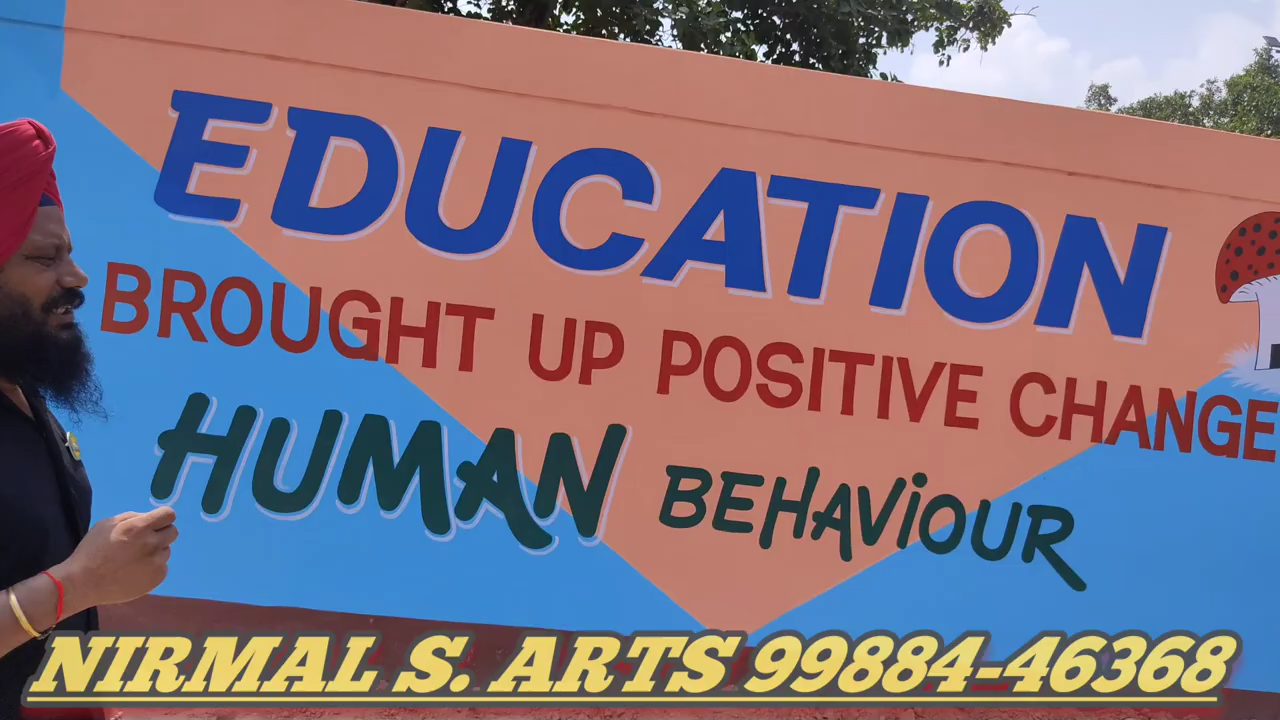 EDUCATION
BROUGHT UP POSITIVE CHANGE
HUMAN BEHAVIOUR
NIRMAL S. ARTS 99884-46368